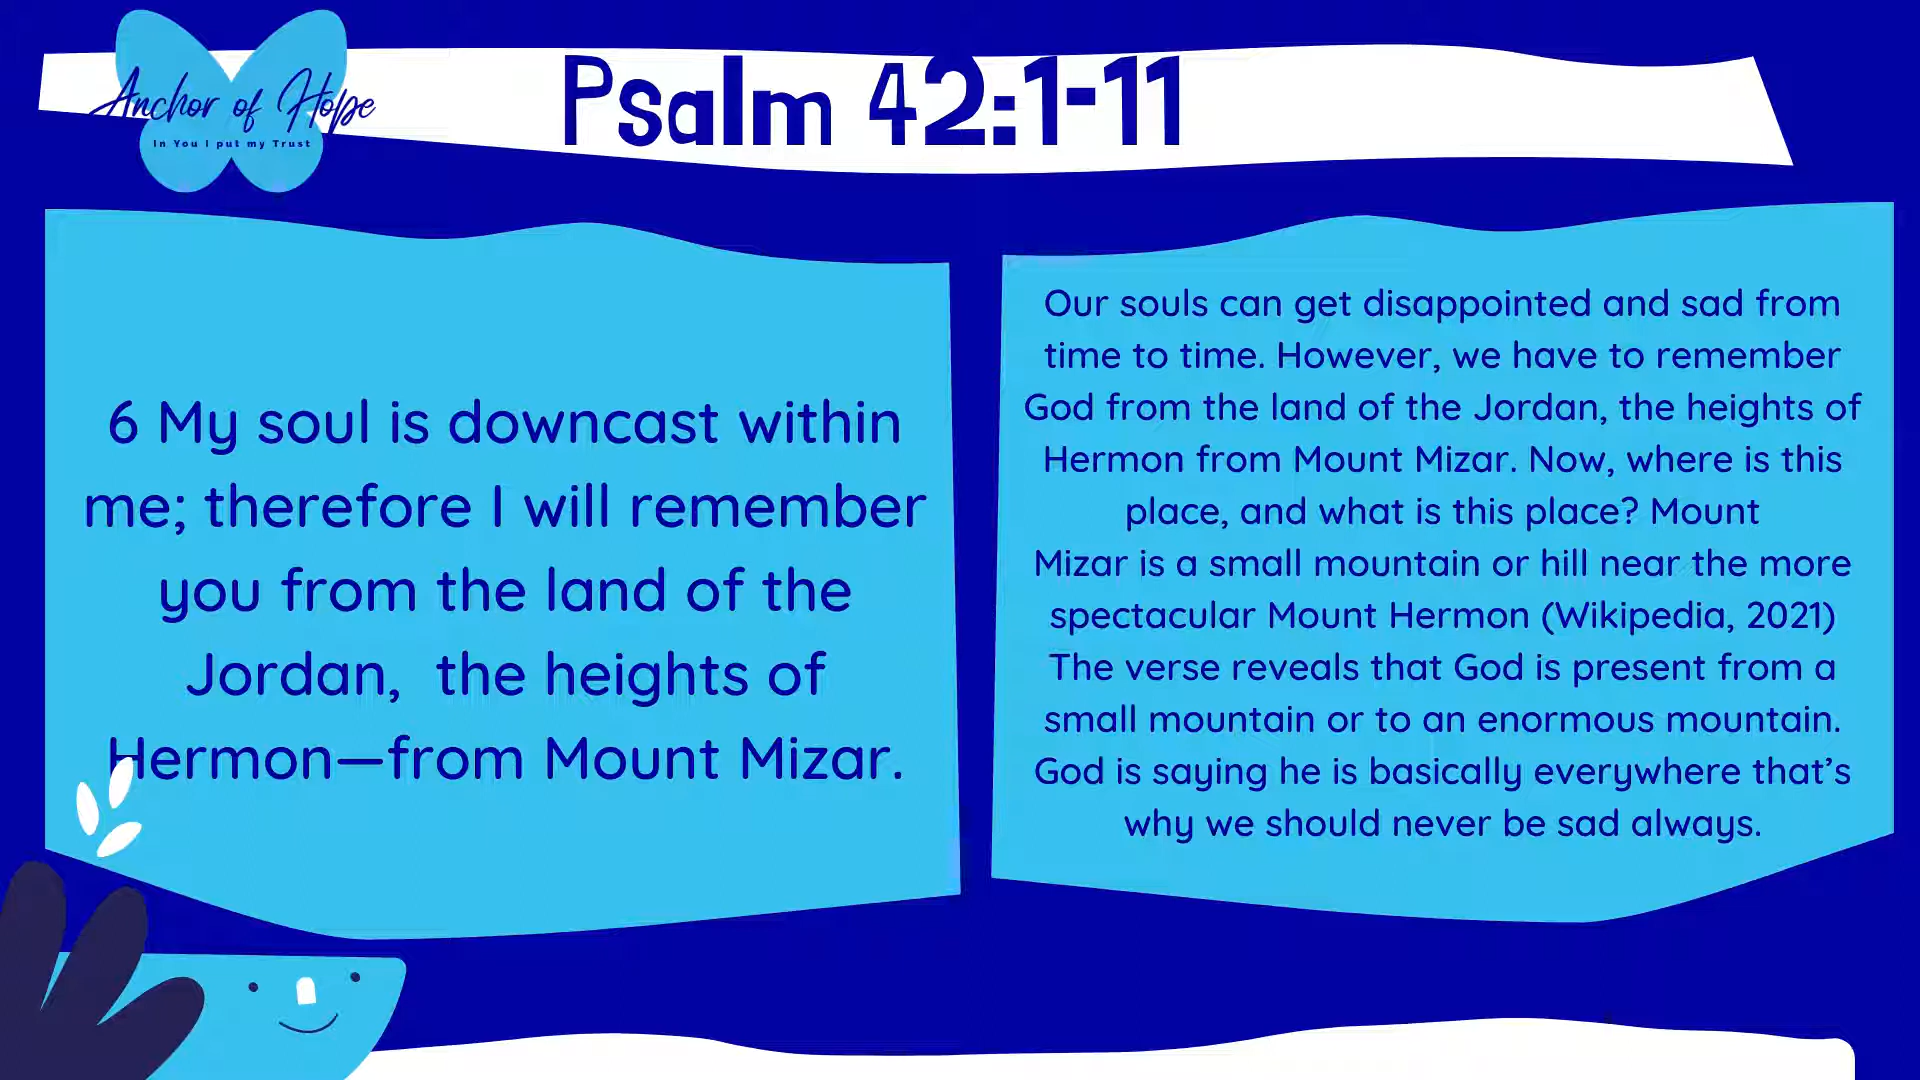 Anchor of Hope
In You I put my Trust
Psalm 42:1-11
6 My soul is downcast within
me; therefore I will remember
you from the land of the
Jordan,  the heights of
Hermon—from Mount Mizar.
Our souls can get disappointed and sad from
time to time. However, we have to remember
God from the land of the Jordan, the heights of
Hermon from Mount Mizar. Now, where is this
place, and what is this place? Mount
Mizar is a small mountain or hill near the more
spectacular Mount Hermon (Wikipedia, 2021)
The verse reveals that God is present from a
small mountain or to an enormous mountain.
God is saying he is basically everywhere that’s
why we should never be sad always.